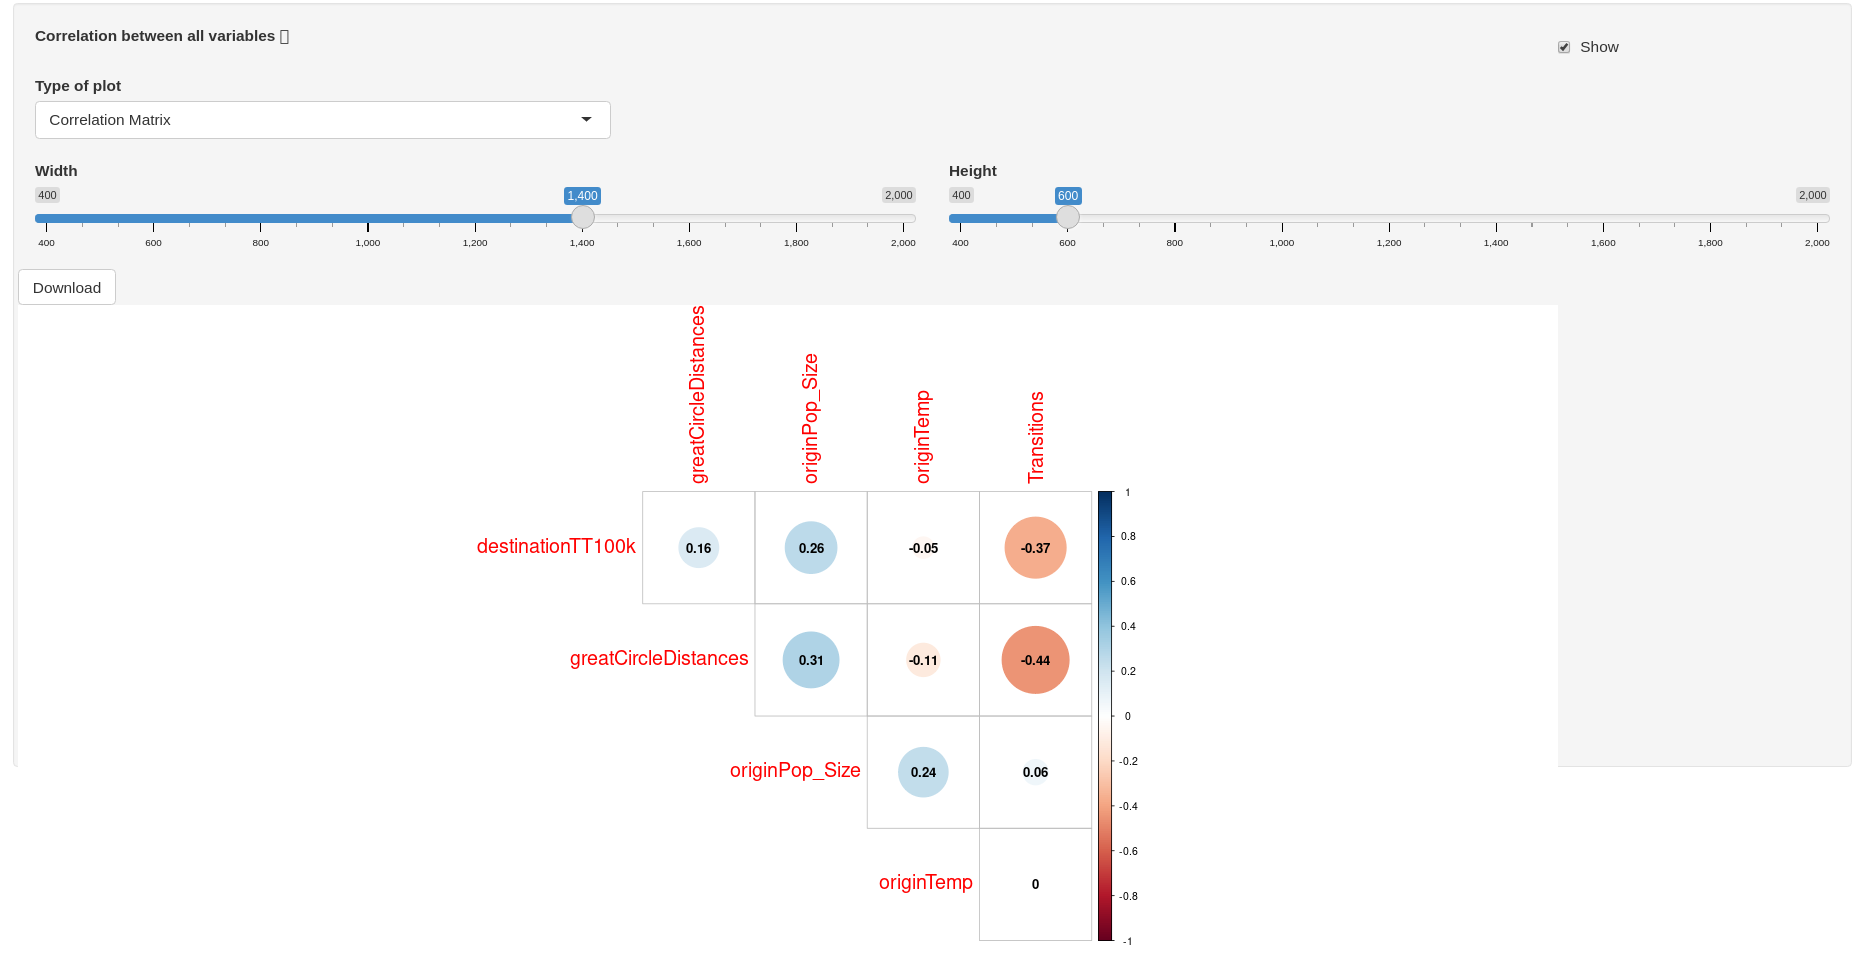 Correlation between all variables
Show
Type of plot
Correlation Matrix
Width
Height
400 1,400 2,000
400 600 2,000
400 600 800 1,000 1,200 1,400 1,600 1,800 2,000
400 600 800 1,000 1,200 1,400 1,600 1,800 2,000
Download
greatCircleDistances
originPop_Size
originTemp
Transitions
destinationTT100k
0.16 0.26 -0.05 -0.37
greatCircleDistances
0.31 -0.11 -0.44
originPop_Size
0.24 0.06
originTemp
0
1
0.8
0.6
0.4
0.2
0
-0.2
-0.4
-0.6
-0.8
-1